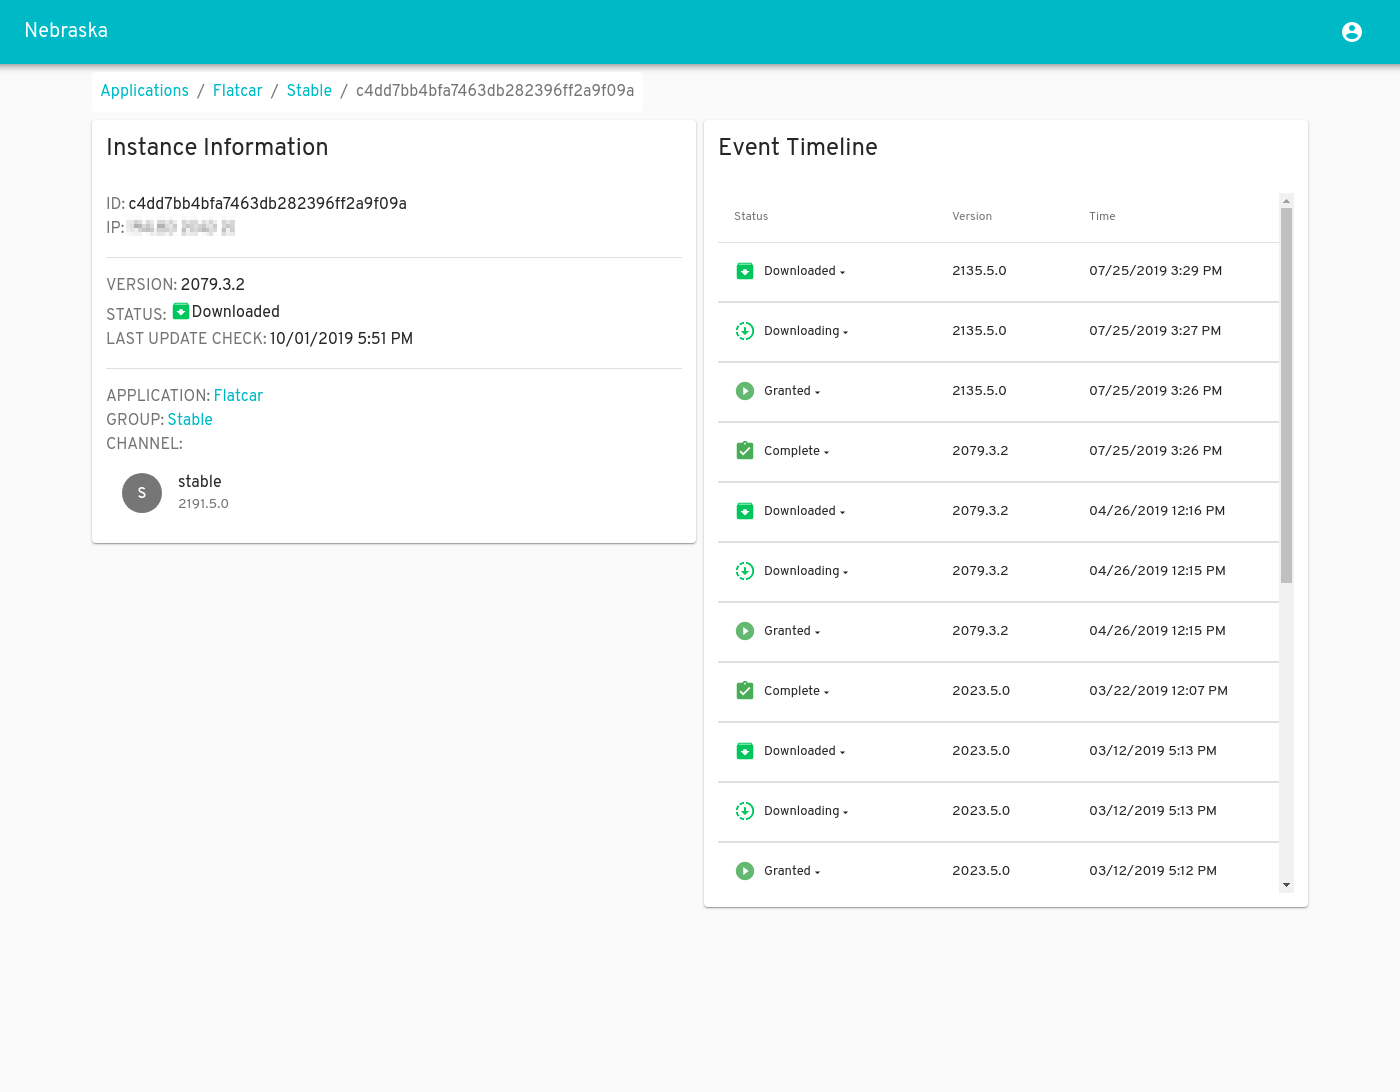 Nebraska
Applications / Flatcar / Stable / c4dd7bb4bfa7463db282396ff2a9f09a
Instance Information
ID: c4dd7bb4bfa7463db282396ff2a9f09a
IP:
VERSION: 2079.3.2
STATUS: Downloaded
LAST UPDATE CHECK: 10/01/2019 5:51 PM
APPLICATION: Flatcar
GROUP: Stable
CHANNEL:
S
stable
2191.5.0
Event Timeline
Status Version Time
Downloaded 2135.5.0 07/25/2019 3:29 PM
Downloading 2135.5.0 07/25/2019 3:27 PM
Granted 2135.5.0 07/25/2019 3:26 PM
Complete 2079.3.2 07/25/2019 3:26 PM
Downloaded 2079.3.2 04/26/2019 12:16 PM
Downloading 2079.3.2 04/26/2019 12:15 PM
Granted 2079.3.2 04/26/2019 12:15 PM
Complete 2023.5.0 03/22/2019 12:07 PM
Downloaded 2023.5.0 03/12/2019 5:13 PM
Downloading 2023.5.0 03/12/2019 5:13 PM
Granted 2023.5.0 03/12/2019 5:12 PM